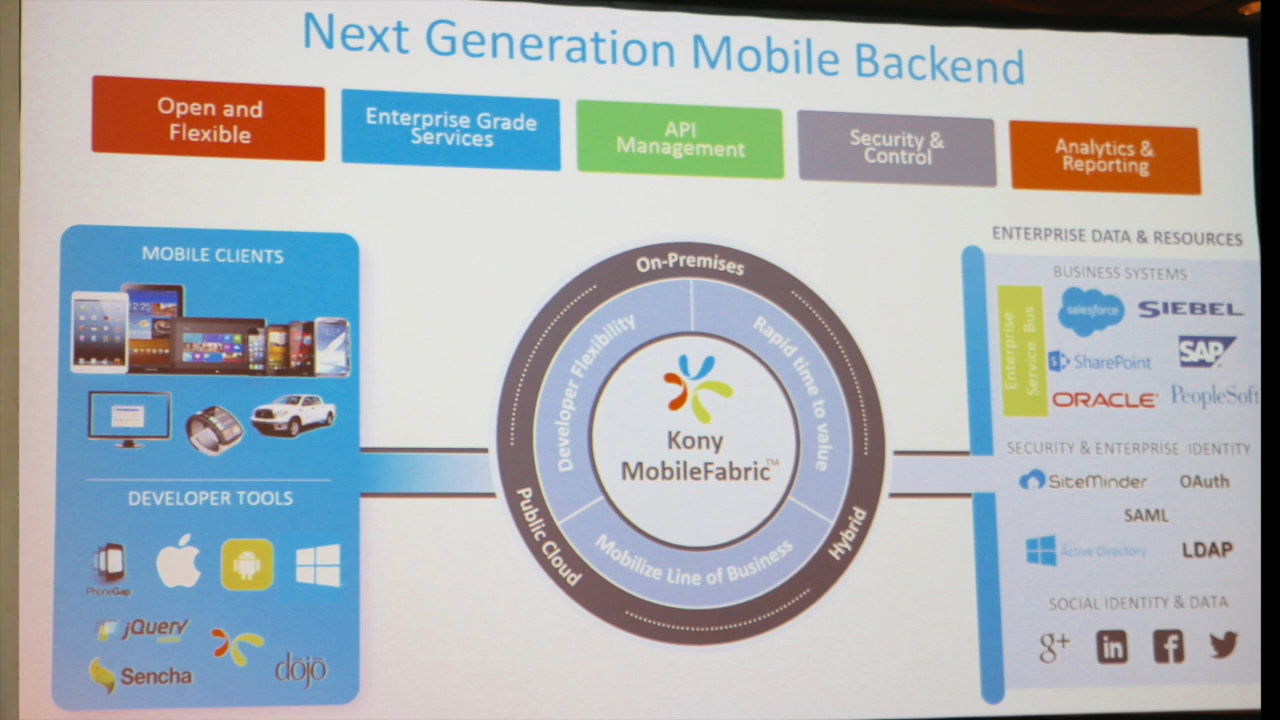 Next Generation Mobile Backend
Open and
Flexible
Enterprise Grade
Services
API
Management
Security &
Control
Analytics &
Reporting
MOBILE CLIENTS
DEVELOPER TOOLS
PhoneGap
jQuery
Sencha
dojo
On-Premises
Developer Flexibility
Rapid time to value
Kony
MobileFabric™
Mobilize Line of Business
Public Cloud
Hybrid
ENTERPRISE DATA & RESOURCES
BUSINESS SYSTEMS
Enterprise
Service Bus
salesforce
SIEBEL
SharePoint
SAP
ORACLE
PeopleSoft
SECURITY & ENTERPRISE IDENTITY
SiteMinder
OAuth
SAML
Active Directory
LDAP
SOCIAL IDENTITY & DATA
g+
in
f